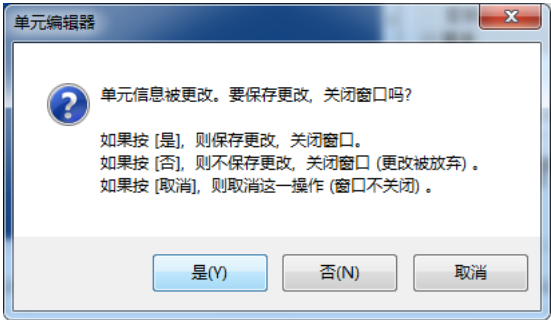 单元编辑器
单元信息被更改。要保存更改，关闭窗口吗?
如果按 [是]，则保存更改，关闭窗口。
如果按 [否]，则不保存更改，关闭窗口 (更改被放弃) 。
如果按 [取消]，则取消这一操作 (窗口不关闭) 。
是(Y)
否(N)
取消